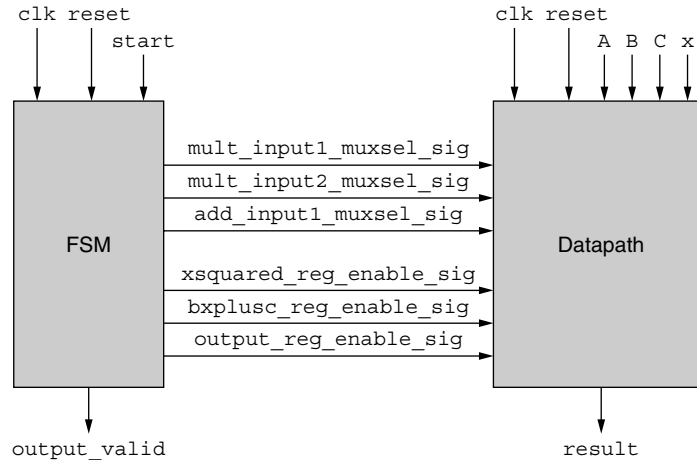 clk reset
start
clk reset
A B C x
mult_input1_muxsel_sig
mult_input2_muxsel_sig
add_input1_muxsel_sig
FSM
Datapath
xsquared_reg_enable_sig
bxplusc_reg_enable_sig
output_reg_enable_sig
output_valid
result